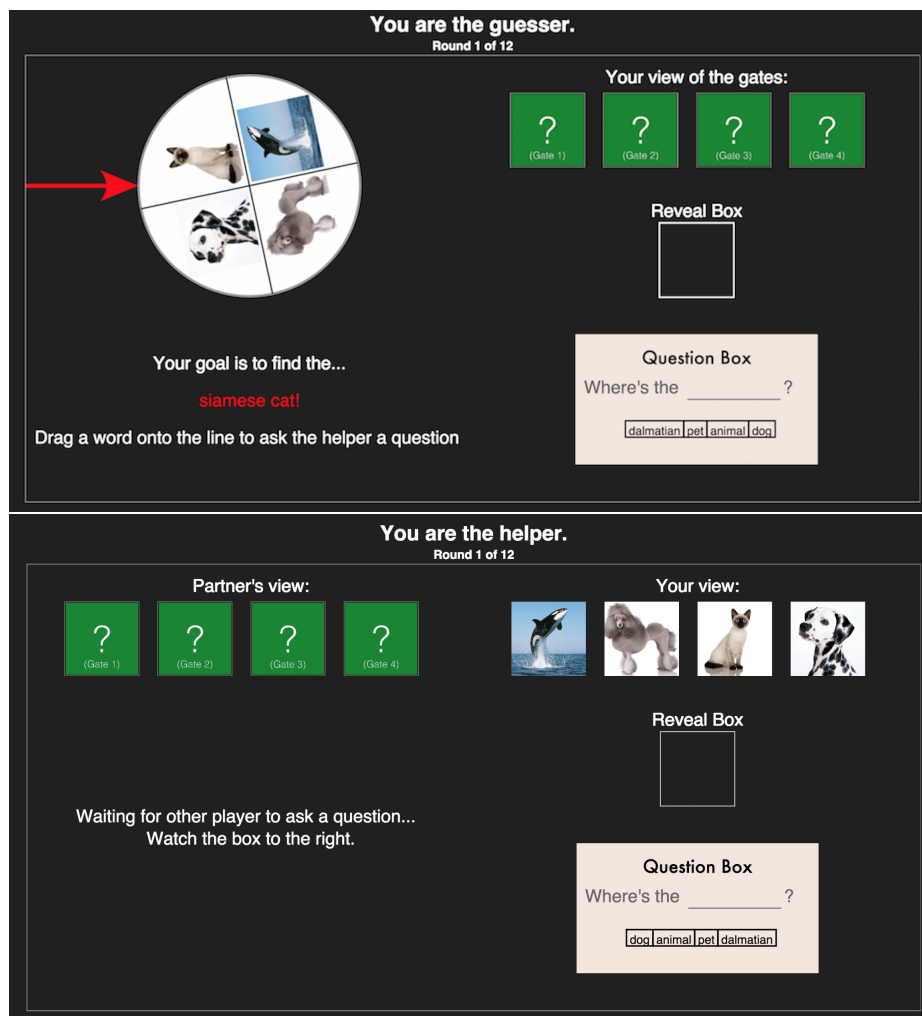 You are the guesser.
Round 1 of 12
Your view of the gates:
? ? ? ?
(Gate 1) (Gate 2) (Gate 3) (Gate 4)
Reveal Box
Your goal is to find the...
siamese cat!
Drag a word onto the line to ask the helper a question
Question Box
Where's the __________ ?
dalmatian pet animal dog
You are the helper.
Round 1 of 12
Partner's view:
? ? ? ?
(Gate 1) (Gate 2) (Gate 3) (Gate 4)
Your view:
Reveal Box
Waiting for other player to ask a question...
Watch the box to the right.
Question Box
Where's the __________ ?
dog animal pet dalmatian